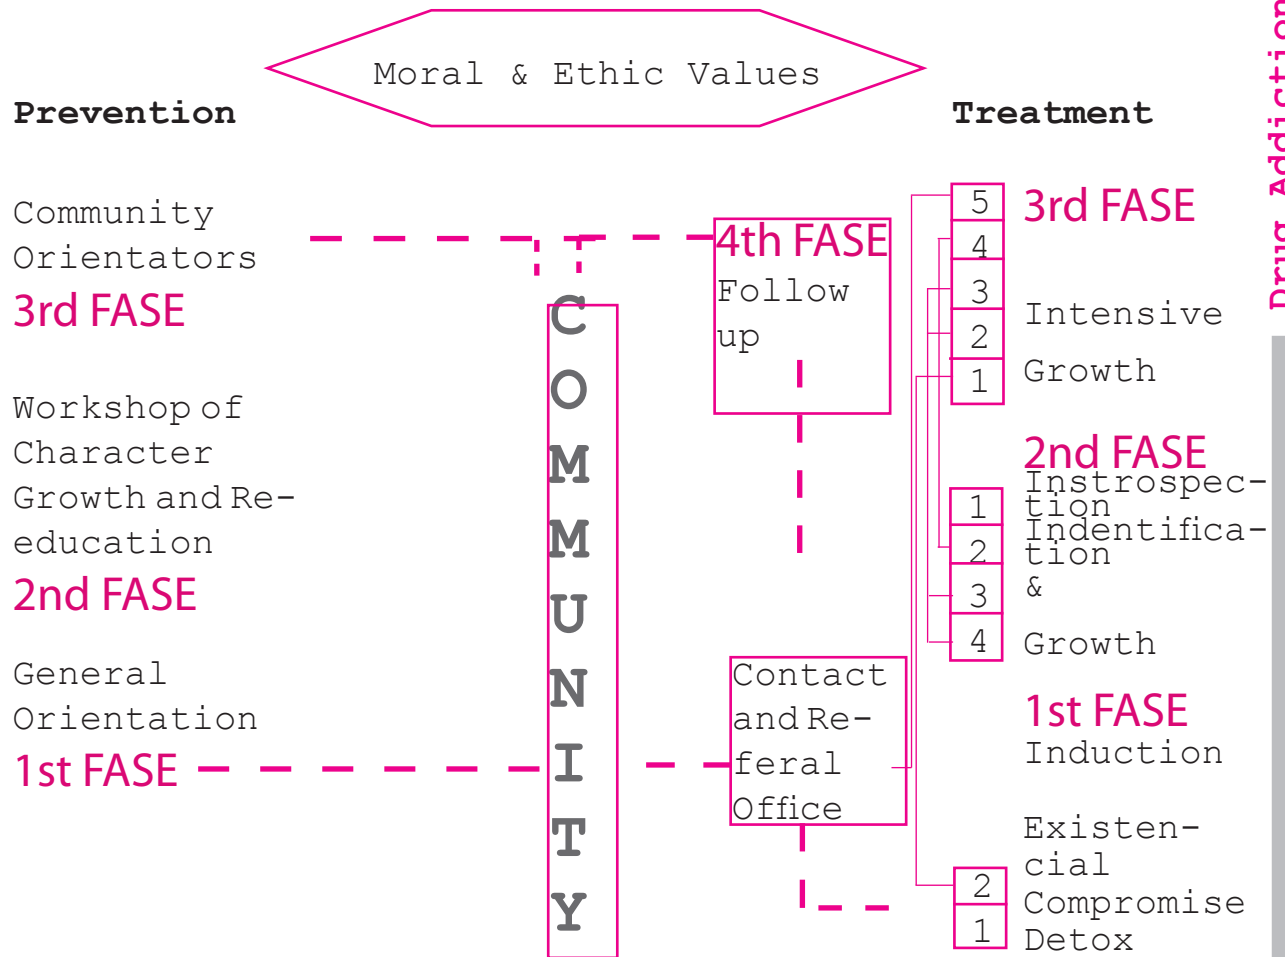 Moral & Ethic Values
Prevention
Community
Orientators
3rd FASE
Workshop of
Character
Growth and Re-
education
2nd FASE
General
Orientation
1st FASE
C
O
M
M
U
N
I
T
Y
4th FASE
Follow
up
Contact
and Re-
feral
Office
Treatment
5
4
3
2
1
3rd FASE
Intensive
Growth
2nd FASE
1
2
3
4
Instrospec-
tion
Indentifica-
tion
&
Growth
1st FASE
Induction
Existen-
cial
Compromise
Detox
2
1
Drug Addiction